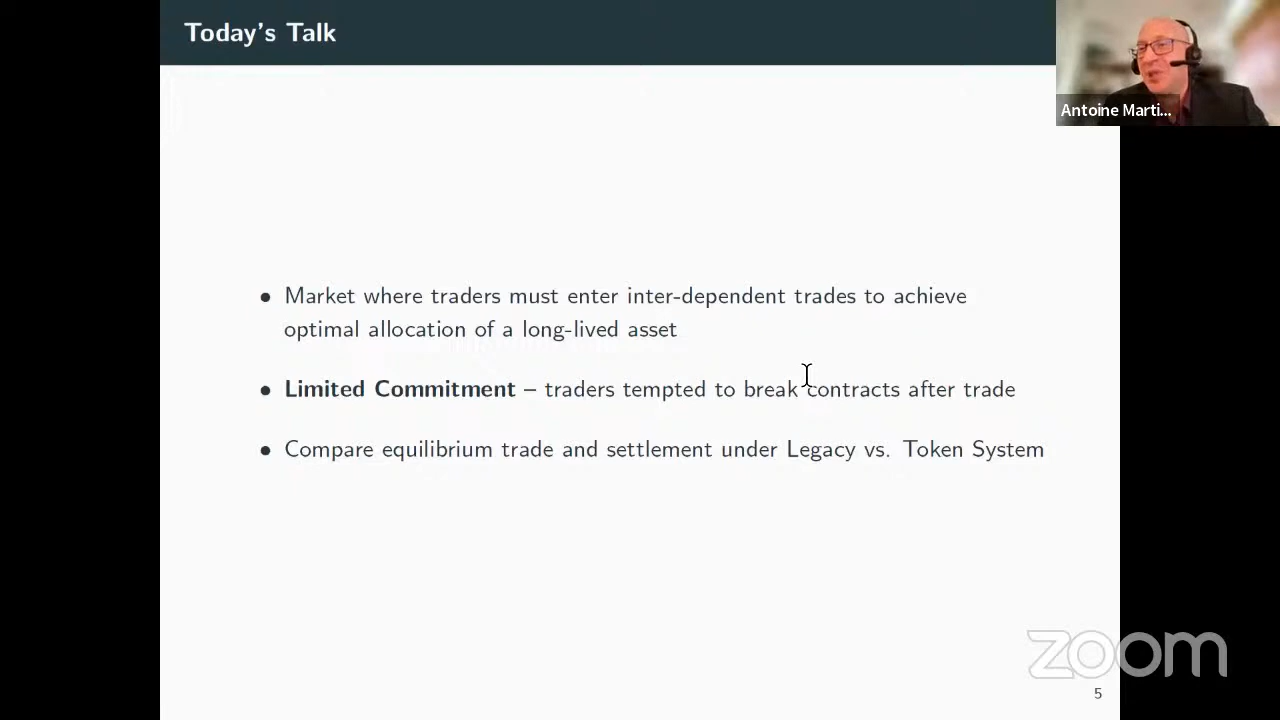 Today's Talk
Antoine Marti...
• Market where traders must enter inter-dependent trades to achieve
optimal allocation of a long-lived asset
• Limited Commitment – traders tempted to break contracts after trade
• Compare equilibrium trade and settlement under Legacy vs. Token System
zoom
5